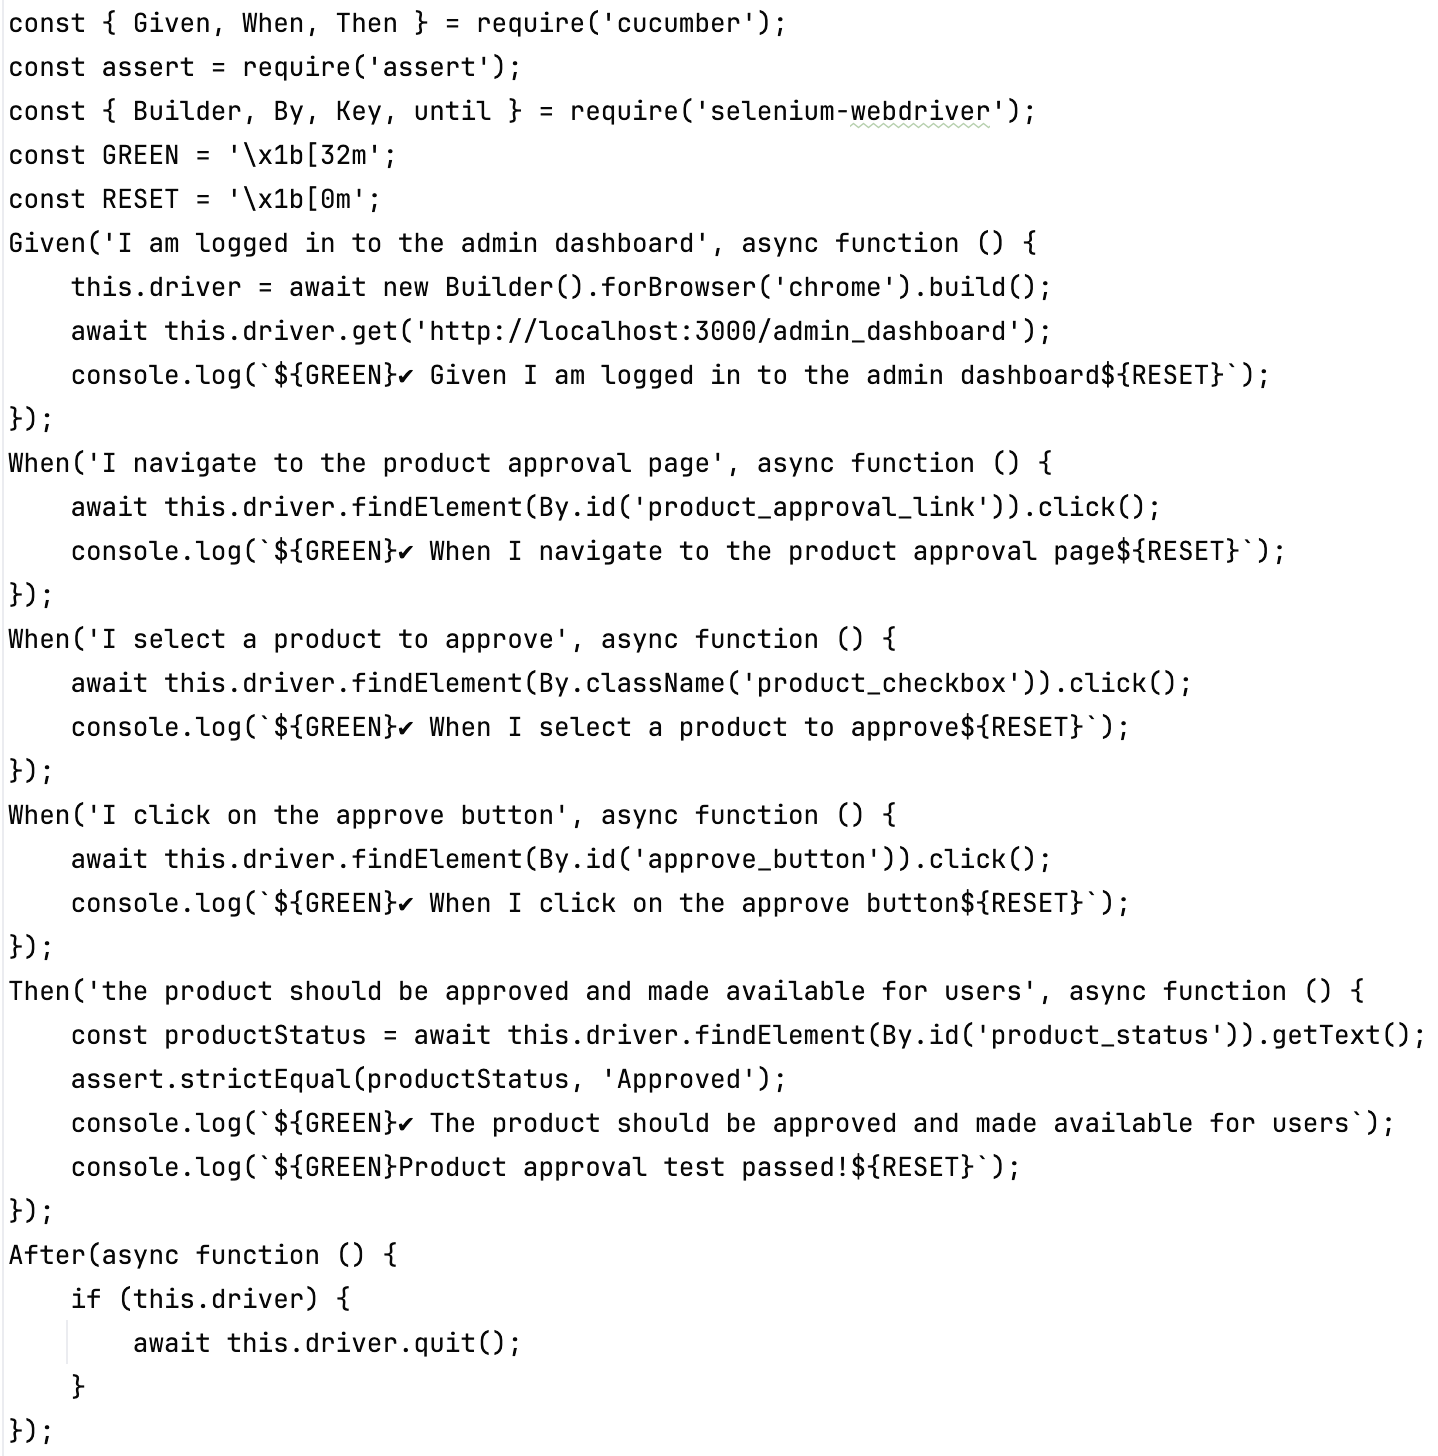 const { Given, When, Then } = require('cucumber');
const assert = require('assert');
const { Builder, By, Key, until } = require('selenium-webdriver');
const GREEN = '\x1b[32m';
const RESET = '\x1b[0m';
Given('I am logged in to the admin dashboard', async function () {
    this.driver = await new Builder().forBrowser('chrome').build();
    await this.driver.get('http://localhost:3000/admin_dashboard');
    console.log(`${GREEN}✔ Given I am logged in to the admin dashboard${RESET}`);
});
When('I navigate to the product approval page', async function () {
    await this.driver.findElement(By.id('product_approval_link')).click();
    console.log(`${GREEN}✔ When I navigate to the product approval page${RESET}`);
});
When('I select a product to approve', async function () {
    await this.driver.findElement(By.className('product_checkbox')).click();
    console.log(`${GREEN}✔ When I select a product to approve${RESET}`);
});
When('I click on the approve button', async function () {
    await this.driver.findElement(By.id('approve_button')).click();
    console.log(`${GREEN}✔ When I click on the approve button${RESET}`);
});
Then('the product should be approved and made available for users', async function () {
    const productStatus = await this.driver.findElement(By.id('product_status')).getText();
    assert.strictEqual(productStatus, 'Approved');
    console.log(`${GREEN}✔ The product should be approved and made available for users`);
    console.log(`${GREEN}Product approval test passed!${RESET}`);
});
After(async function () {
    if (this.driver) {
        await this.driver.quit();
    }
});